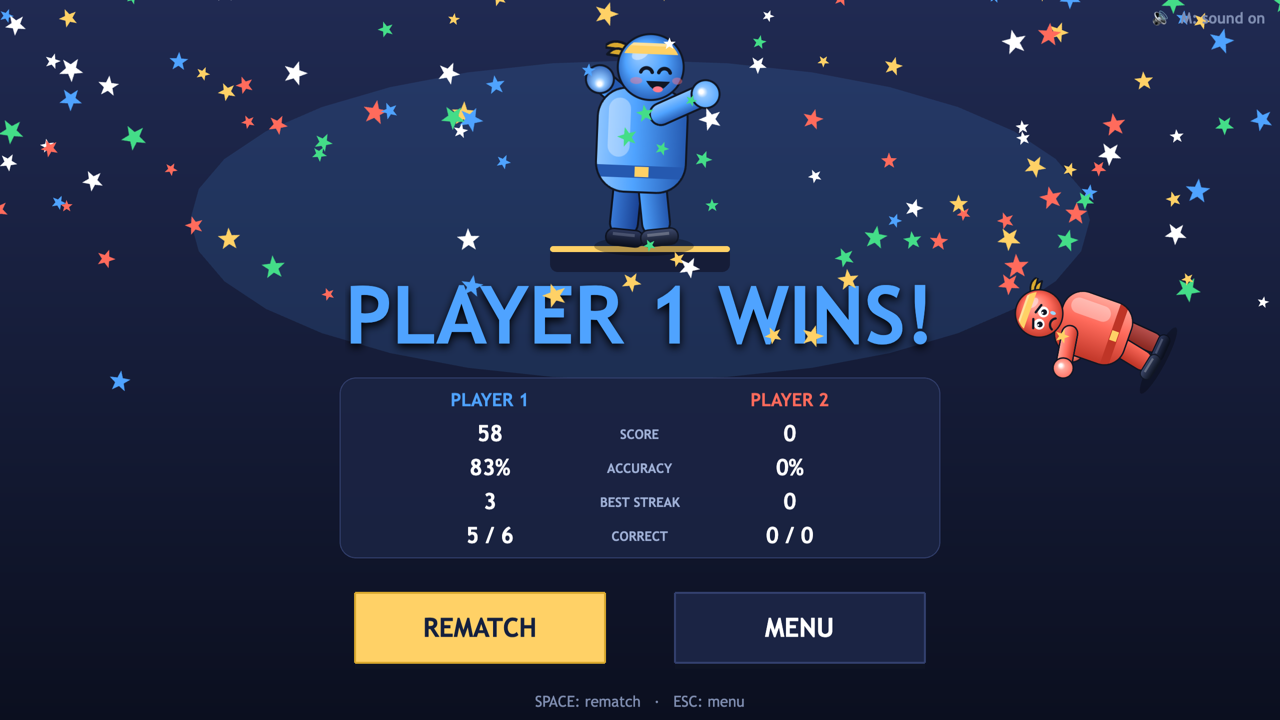 M: sound on
PLAYER 1 WINS!
PLAYER 1 PLAYER 2
58 SCORE 0
83% ACCURACY 0%
3 BEST STREAK 0
5 / 6 CORRECT 0 / 0
REMATCH MENU
SPACE: rematch · ESC: menu